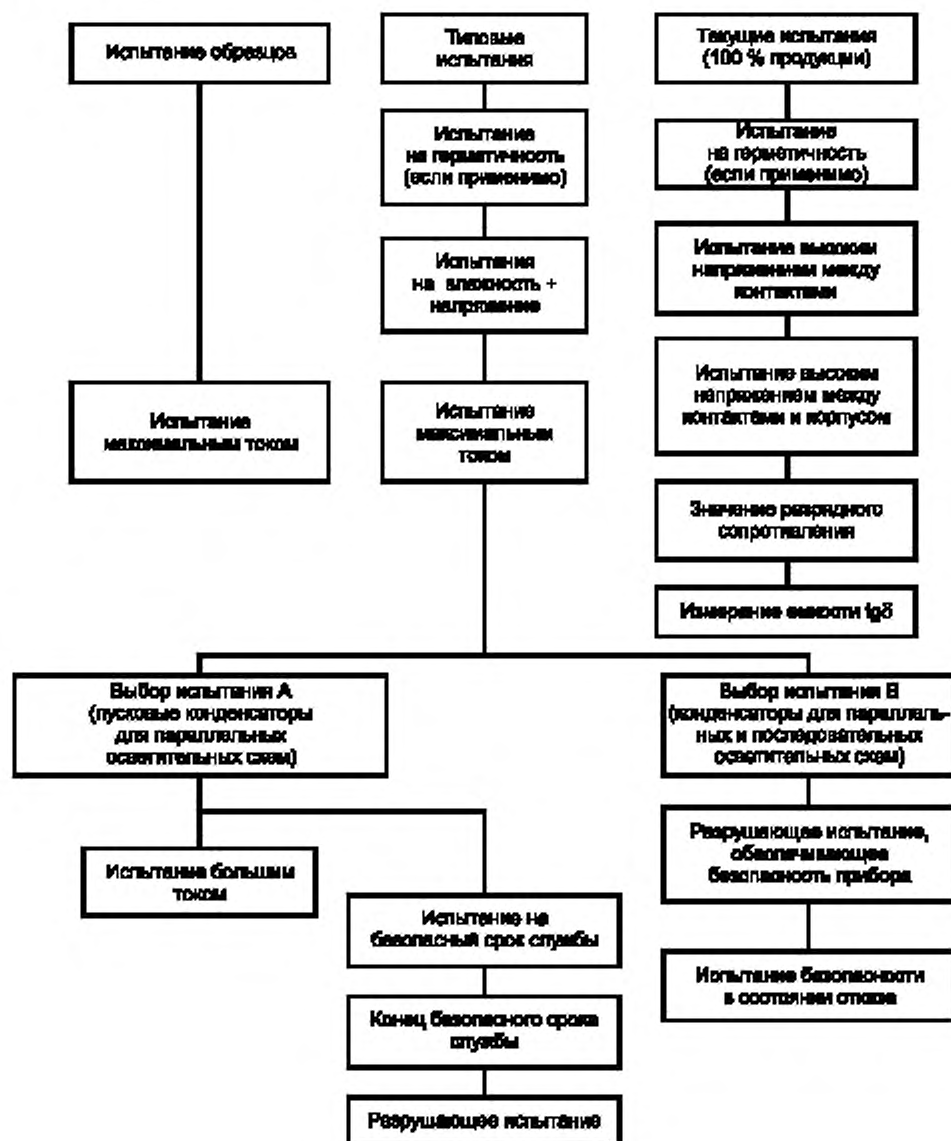 Испытание образцов
Типовые
испытания
Текущие испытания
(100 % продукции)
Испытание
на герметичность
(если применимо)
Испытание
на герметичность
(если применимо)
Испытания
на влажность +
напряжение
Испытание высоким
напряжением между
контактами
Испытание
максимальным током
Испытание
максимальным
током
Испытание высоким
напряжением между
контактами и корпусом
Значение разрядного
сопротивления
Измерение емкости tgδ
Выбор испытания А
(пусковые конденсаторы
для параллельных
осветительных схем)
Выбор испытания В
(конденсаторы для параллель-
ных и последовательных
осветительных схем)
Испытание большим
током
Испытание на
безопасный срок службы
Конец безопасного срока
службы
Разрушающее испытание
Разрушающее испытание,
обеспечивающее
безопасность прибора
Испытание безопасности
в состоянии отказа